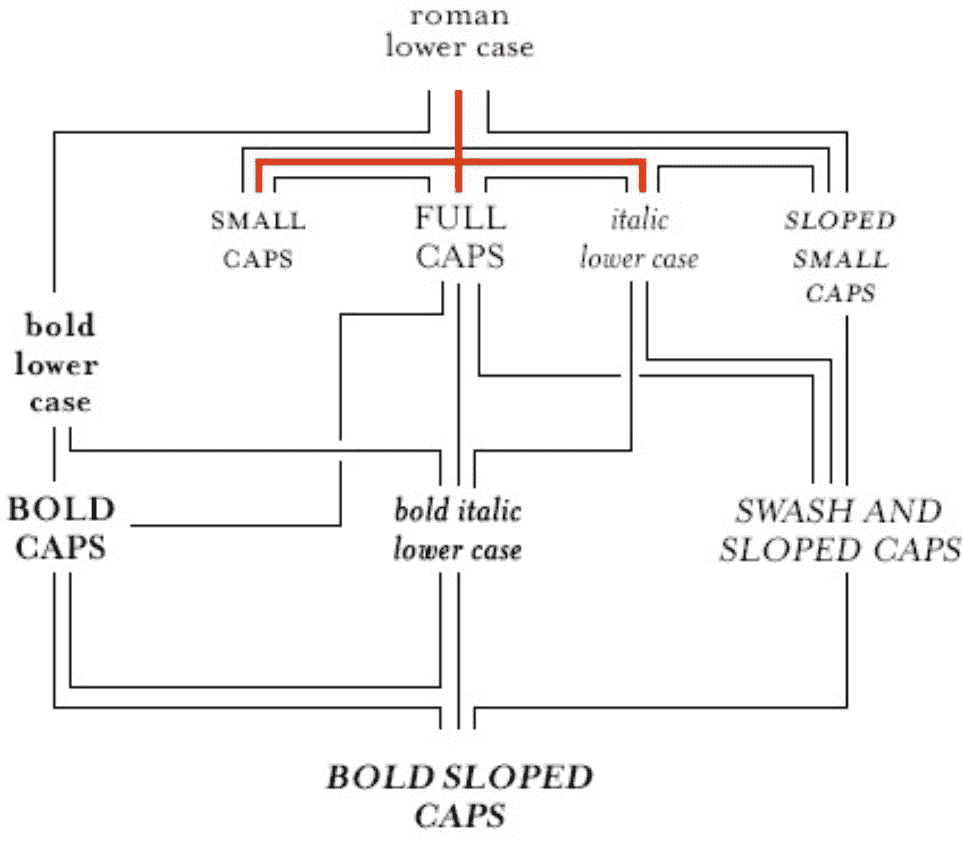 roman
lower case
SMALL
CAPS
FULL
CAPS
italic
lower case
SLOPED
SMALL
CAPS
bold
lower
case
BOLD
CAPS
bold italic
lower case
SWASH AND
SLOPED CAPS
BOLD SLOPED
CAPS